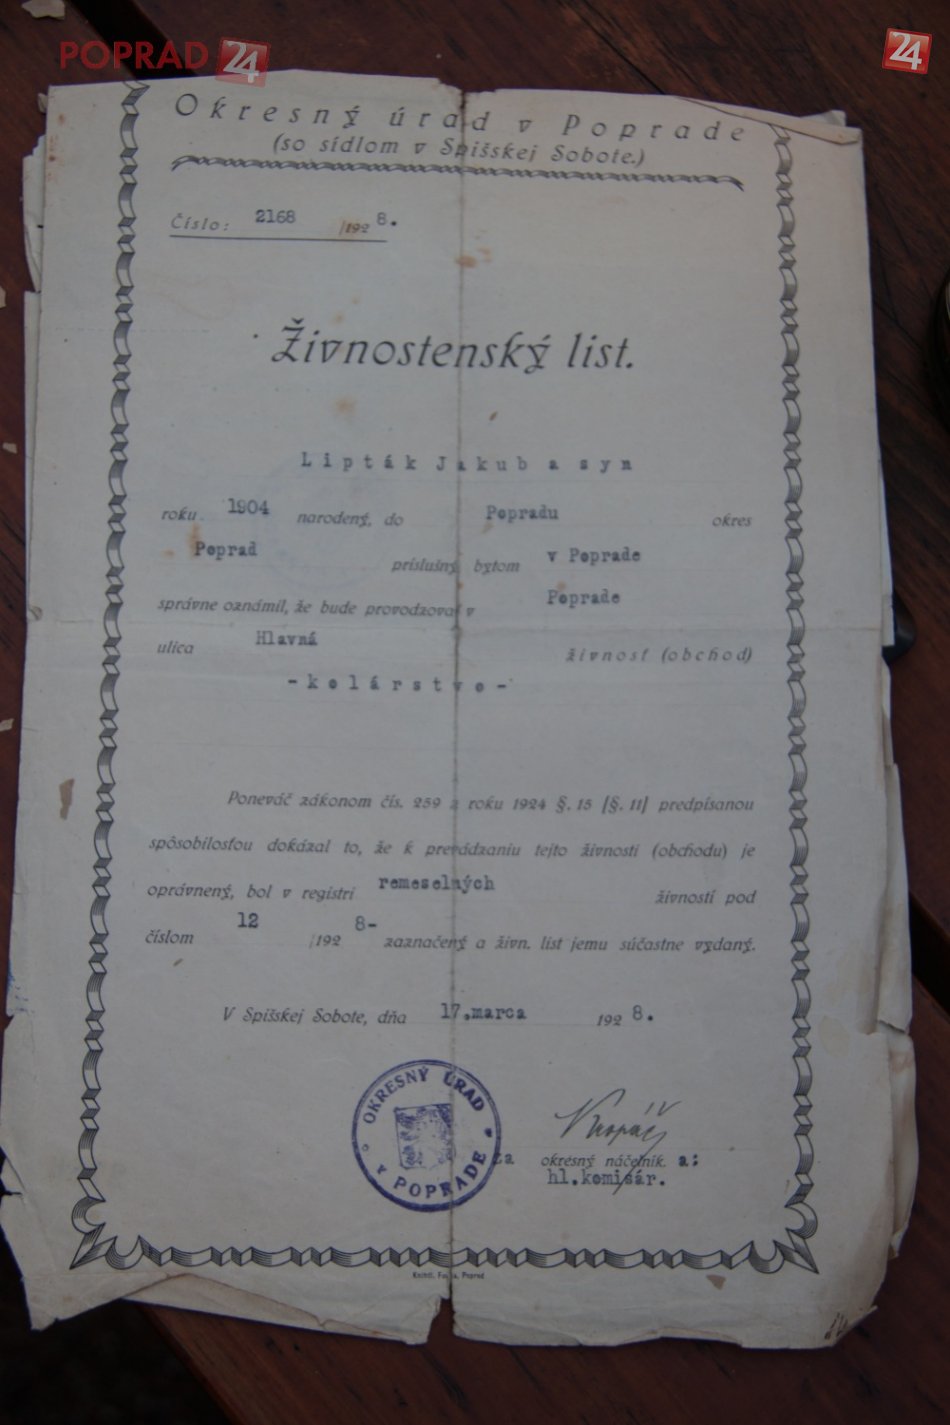 POPRAD 24
24
Okresný úrad v Poprade
(so sídlom v Spišskej Sobote.)
Číslo: 2168 /1928.
Živnostenský list.
Lipták Jakub a syn
roku 1904 narodený, do Popradu okres
Poprad príslušný, bytom v Poprade
správne oznámil, že bude provodzovať v Poprade
ulica Hlavná živnosť (obchod)
-kolárstvo-
Poneváč zákonom čís. 259 z roku 1924 §. 15 [§. 11] predpísanou
spôsobilosťou dokázal to, že k prevádzaniu tejto živnosti (obchodu) je
oprávnený, bol v registri remeselných živností pod
číslom 12 /1928- zaznačený a živn. list jemu súčastne vydaný.
V Spišskej Sobote, dňa 17.marca 1928.
OKRESNÝ ÚRAD
v POPRADE
za okresný náčelník. a:
hl.komisár.
Poprad